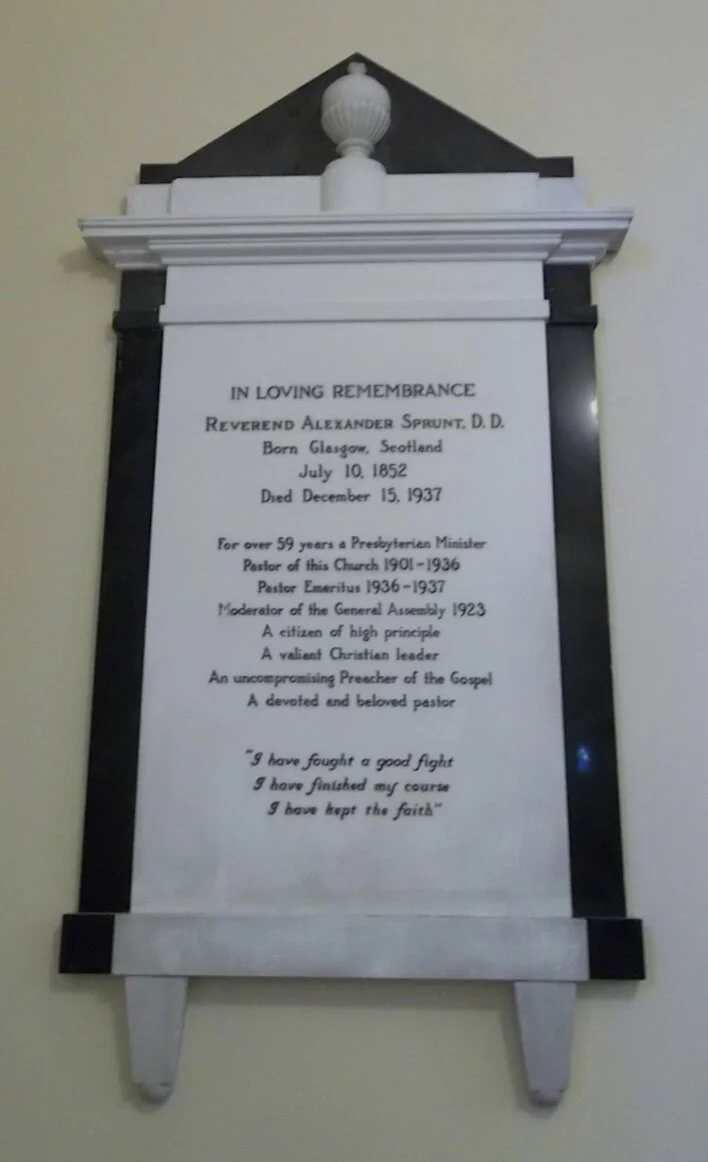 IN LOVING REMEMBRANCE
REVEREND ALEXANDER SPRUNT, D. D.
Born Glasgow, Scotland
July 10, 1852
Died December 15, 1937
For over 59 years a Presbyterian Minister
Pastor of this Church 1901-1936
Pastor Emeritus 1936-1937
Moderator of the General Assembly 1923
A citizen of high principle
A valiant Christian leader
An uncompromising Preacher of the Gospel
A devoted and beloved pastor
"I have fought a good fight
I have finished my course
I have kept the faith"